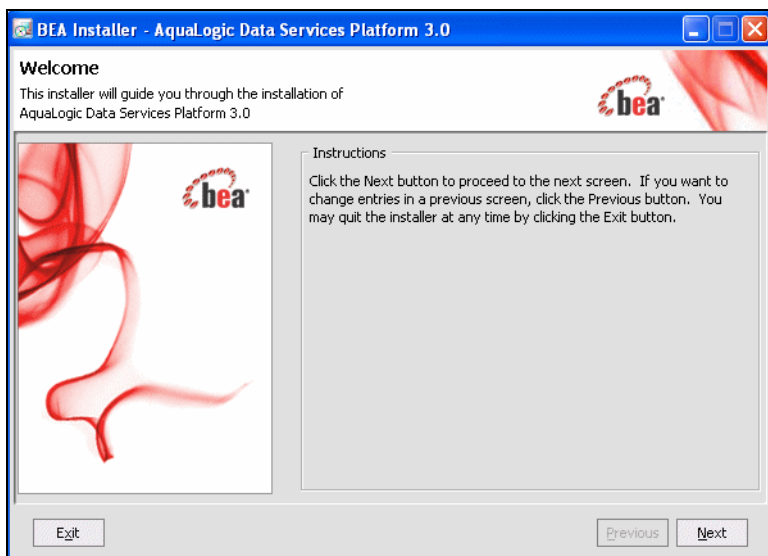 BEA Installer - AquaLogic Data Services Platform 3.0
Welcome
This installer will guide you through the installation of
AquaLogic Data Services Platform 3.0
bea
bea
Instructions
Click the Next button to proceed to the next screen. If you want to
change entries in a previous screen, click the Previous button. You
may quit the installer at any time by clicking the Exit button.
Exit
Previous
Next